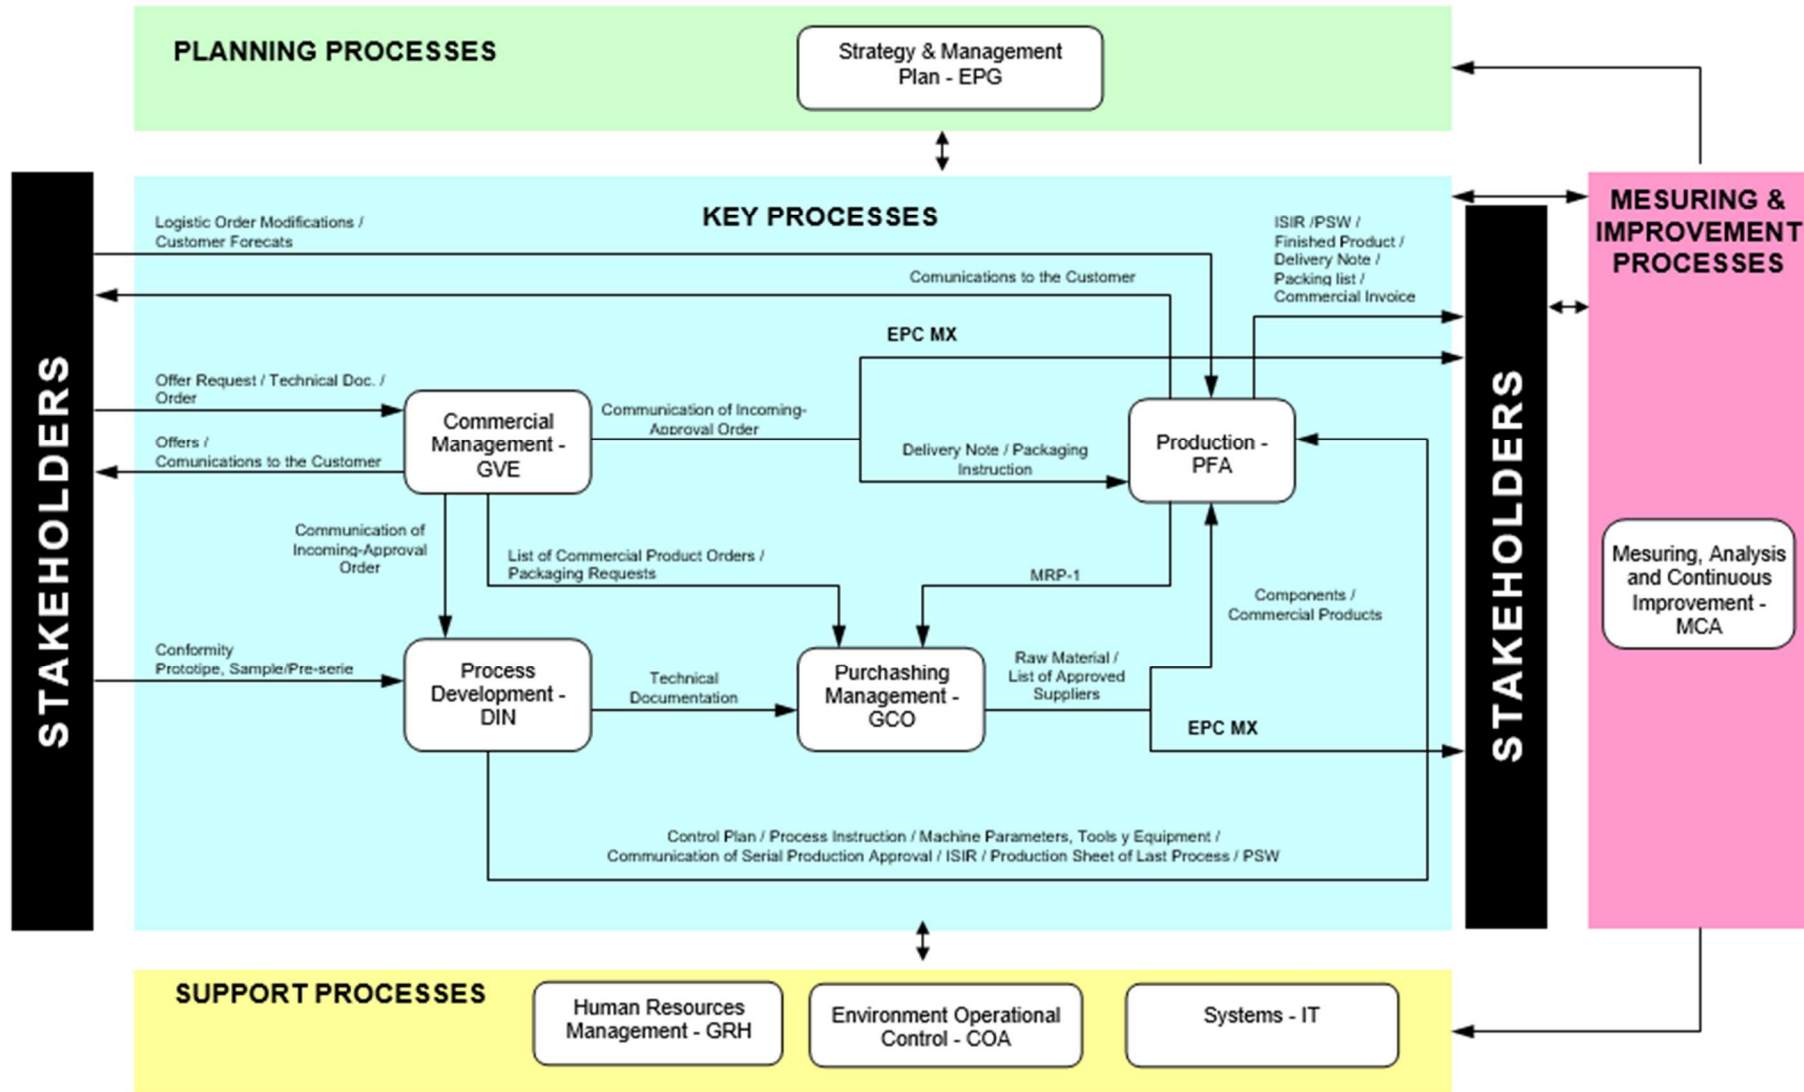 PLANNING PROCESSES
Strategy & Management
Plan - EPG
STAKEHOLDERS
KEY PROCESSES
Logistic Order Modifications /
Customer Forecats
Comunications to the Customer
ISIR /PSW /
Finished Product /
Delivery Note /
Packing list /
Commercial Invoice
EPC MX
Offer Request / Technical Doc. /
Order
Offers /
Comunications to the Customer
Commercial
Management -
GVE
Communication of Incoming-
Approval Order
Delivery Note / Packaging
Instruction
Production -
PFA
Communication of
Incoming-Approval
Order
List of Commercial Product Orders /
Packaging Requests
MRP-1
Components /
Commercial Products
Conformity
Prototipe, Sample/Pre-serie
Process
Development -
DIN
Technical
Documentation
Purchashing
Management -
GCO
Raw Material /
List of Approved
Suppliers
EPC MX
Control Plan / Process Instruction / Machine Parameters, Tools y Equipment /
Communication of Serial Production Approval / ISIR / Production Sheet of Last Process / PSW
STAKEHOLDERS
MESURING &
IMPROVEMENT
PROCESSES
Mesuring, Analysis
and Continuous
Improvement -
MCA
SUPPORT PROCESSES
Human Resources
Management - GRH
Environment Operational
Control - COA
Systems - IT